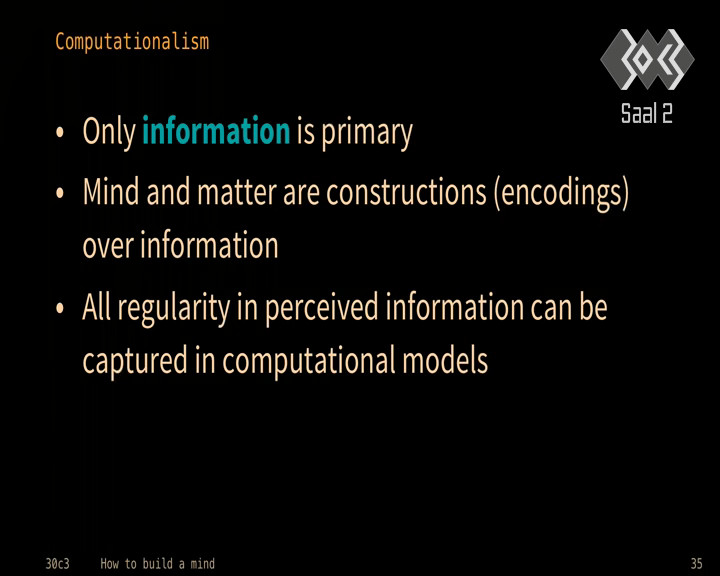 Computationalism
Saal 2
• Only information is primary
• Mind and matter are constructions (encodings)
over information
• All regularity in perceived information can be
captured in computational models
30c3 How to build a mind 35